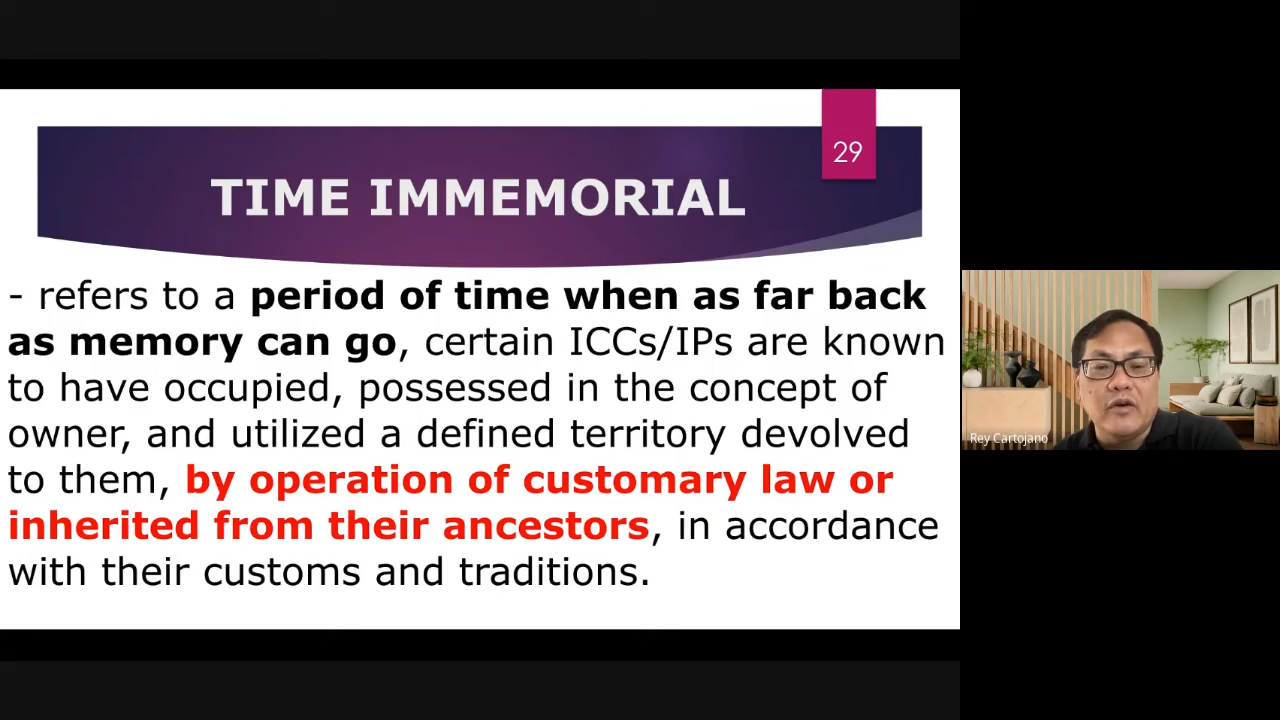 29
TIME IMMEMORIAL
- refers to a period of time when as far back
as memory can go, certain ICCs/IPs are known
to have occupied, possessed in the concept of
owner, and utilized a defined territory devolved
to them, by operation of customary law or
inherited from their ancestors, in accordance
with their customs and traditions.
Rey Cartojano